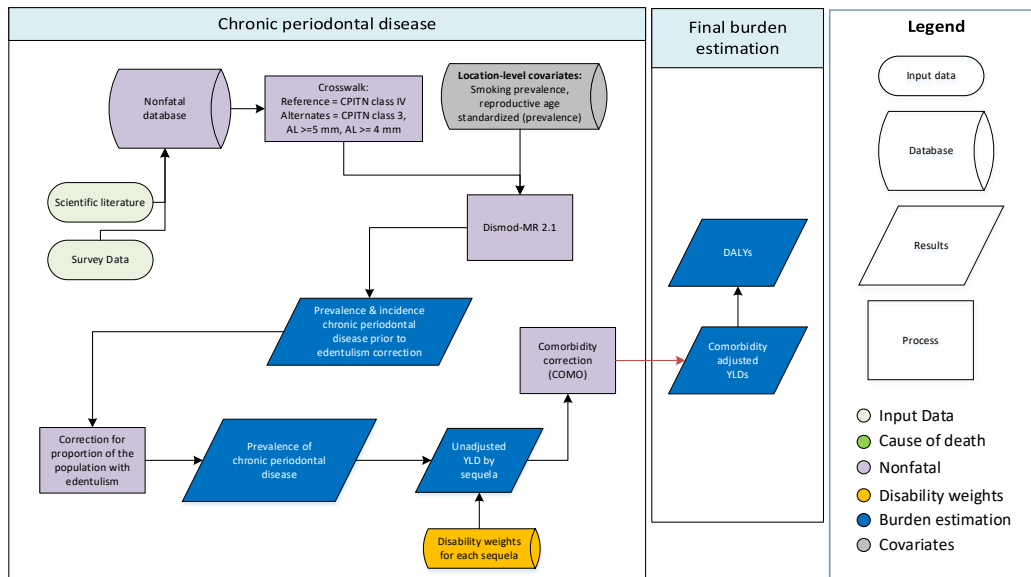 Chronic periodontal disease
Nonfatal
database
Crosswalk:
Reference = CPITN class IV
Alternates = CPITN class 3,
AL >=5 mm, AL >= 4 mm
Location-level covariates:
Smoking prevalence,
reproductive age
standardized (prevalence)
Scientific literature
Survey Data
Dismod-MR 2.1
Prevalence & incidence
chronic periodontal
disease prior to
edentulism correction
Correction for
proportion of the
population with
edentulism
Prevalence of
chronic periodontal
disease
Unadjusted
YLD by
sequela
Disability weights
for each sequela
Comorbidity
correction
(COMO)
Final burden
estimation
DALYs
Comorbidity
adjusted
YLDs
Legend
Input data
Database
Results
Process
Input Data
Cause of death
Nonfatal
Disability weights
Burden estimation
Covariates